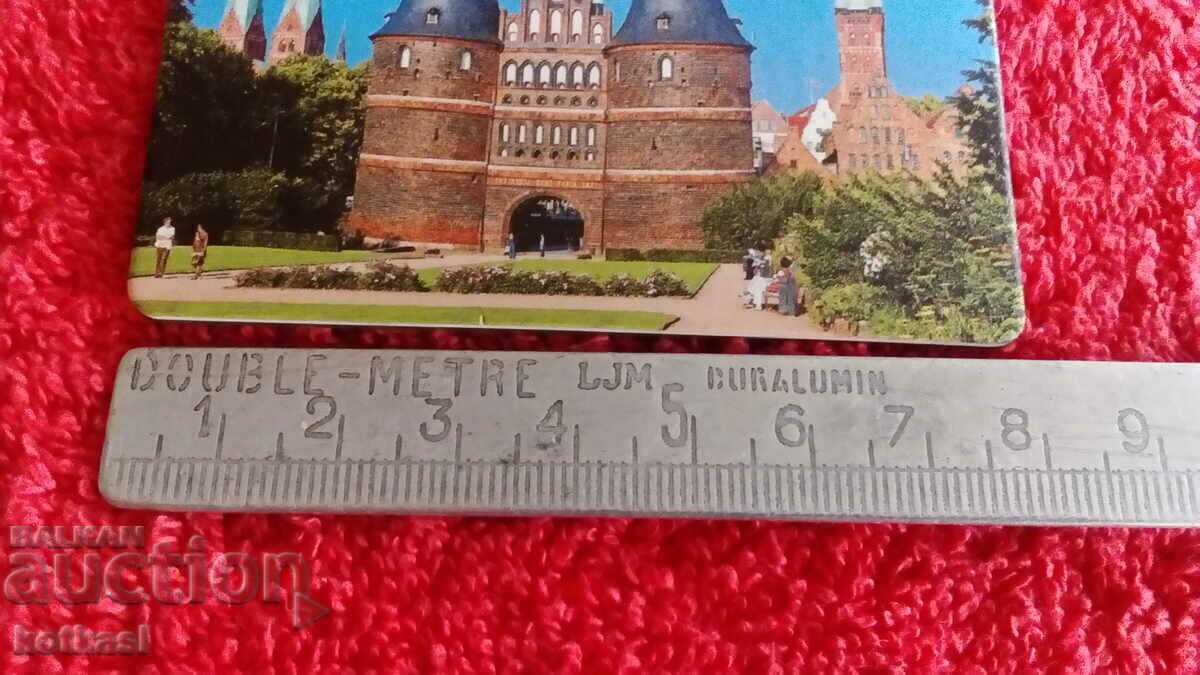 DOUBLE-METRE LJM DURALUMIN
1 2 3 4 5 6 7 8 9
BALKAN
auction
kotkasl